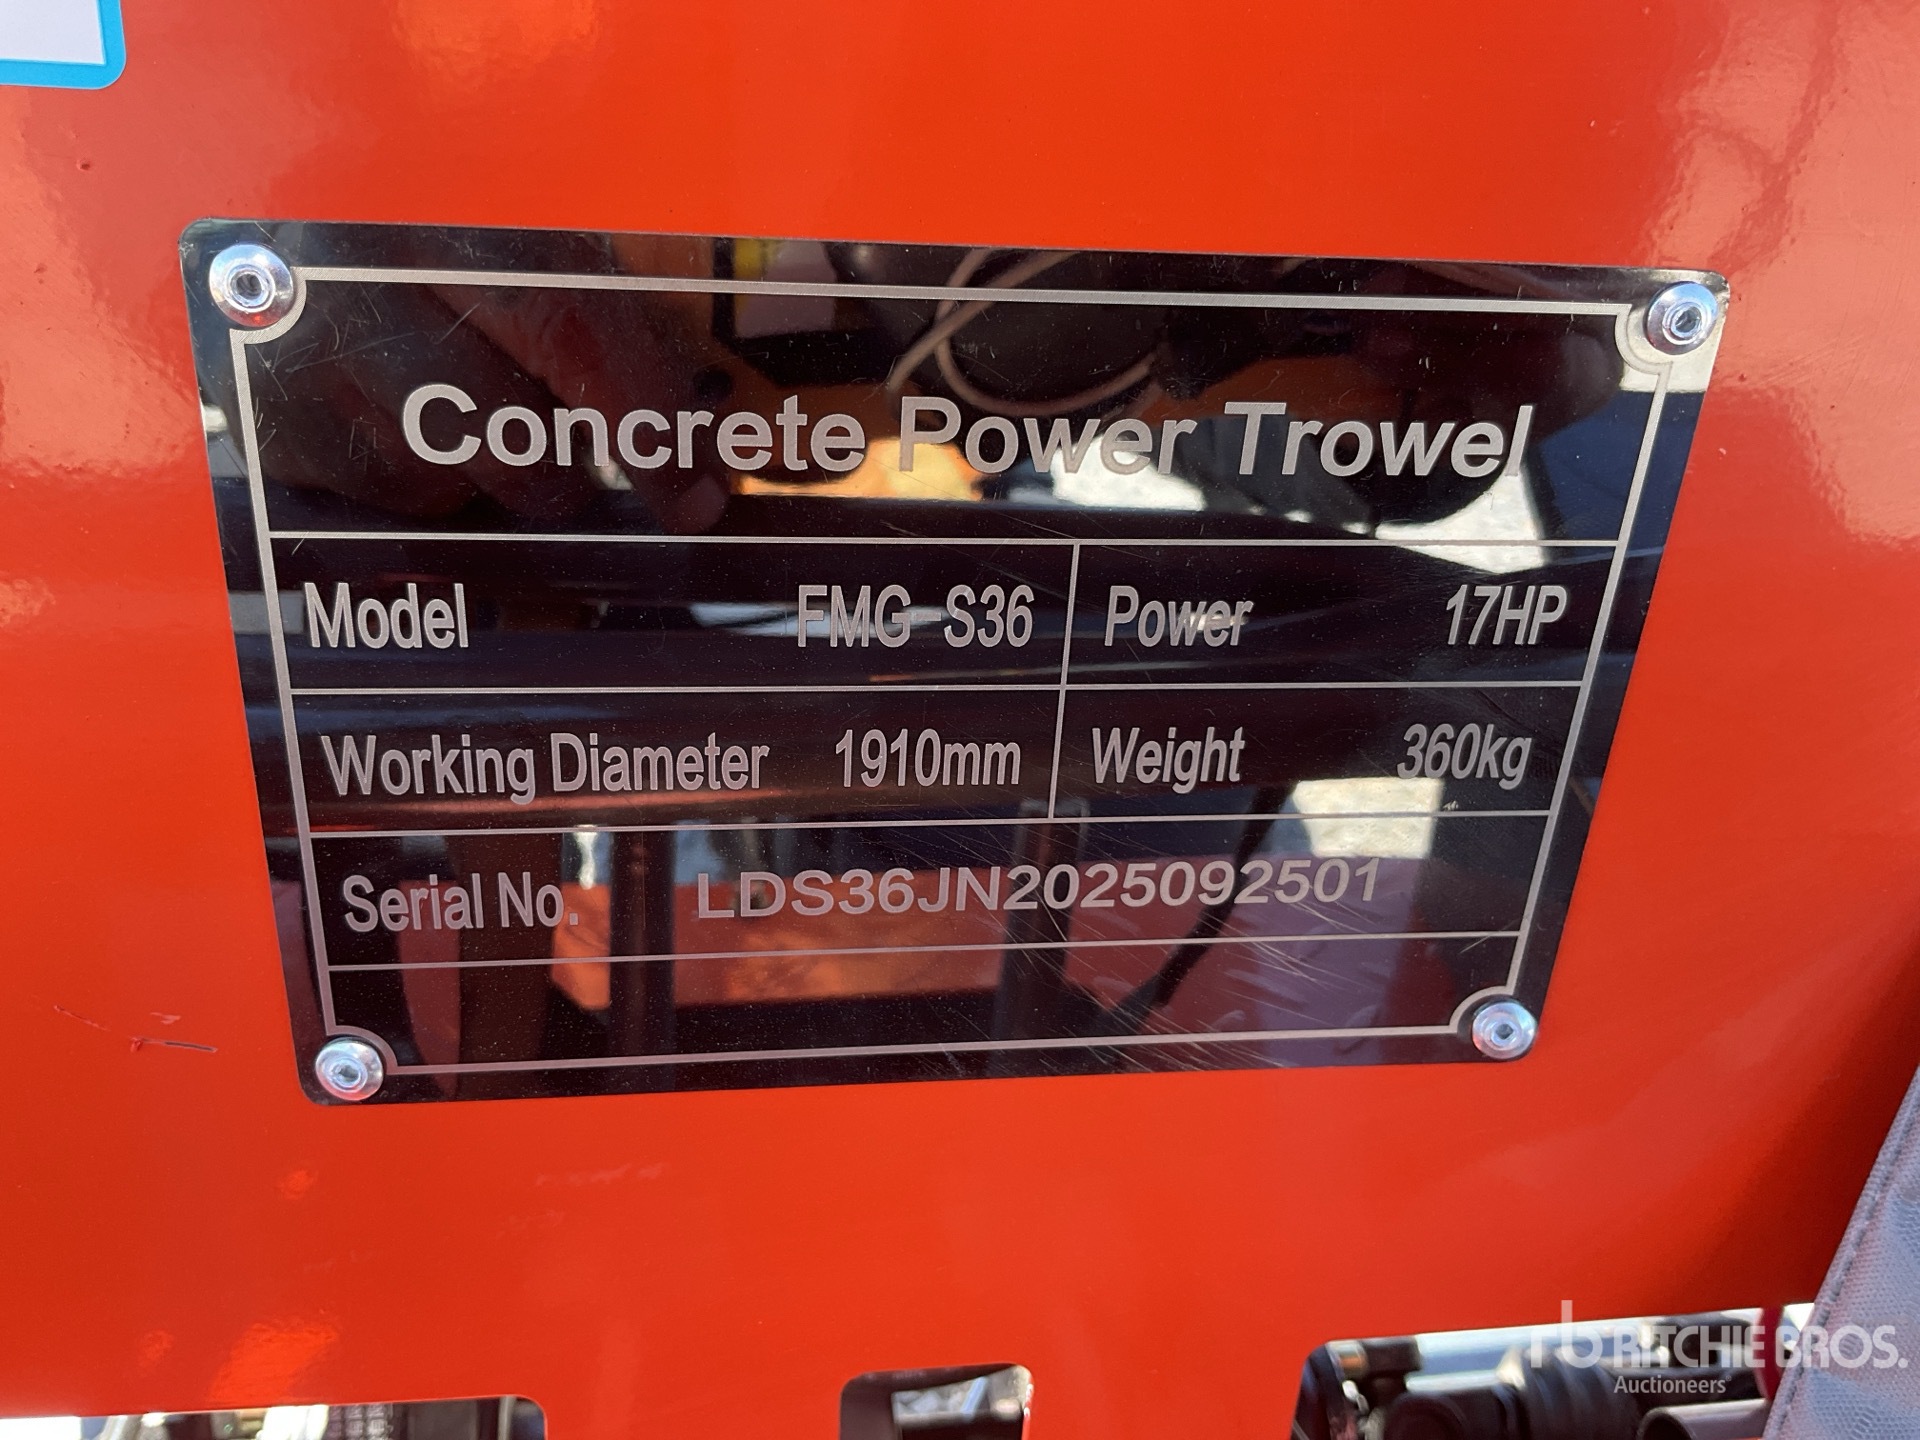 Concrete Power Trowel
Model FMG-S36 Power 17HP
Working Diameter 1910mm Weight 360kg
Serial No. LDS36JN2025092501
rb RITCHIE BROS.
Auctioneers